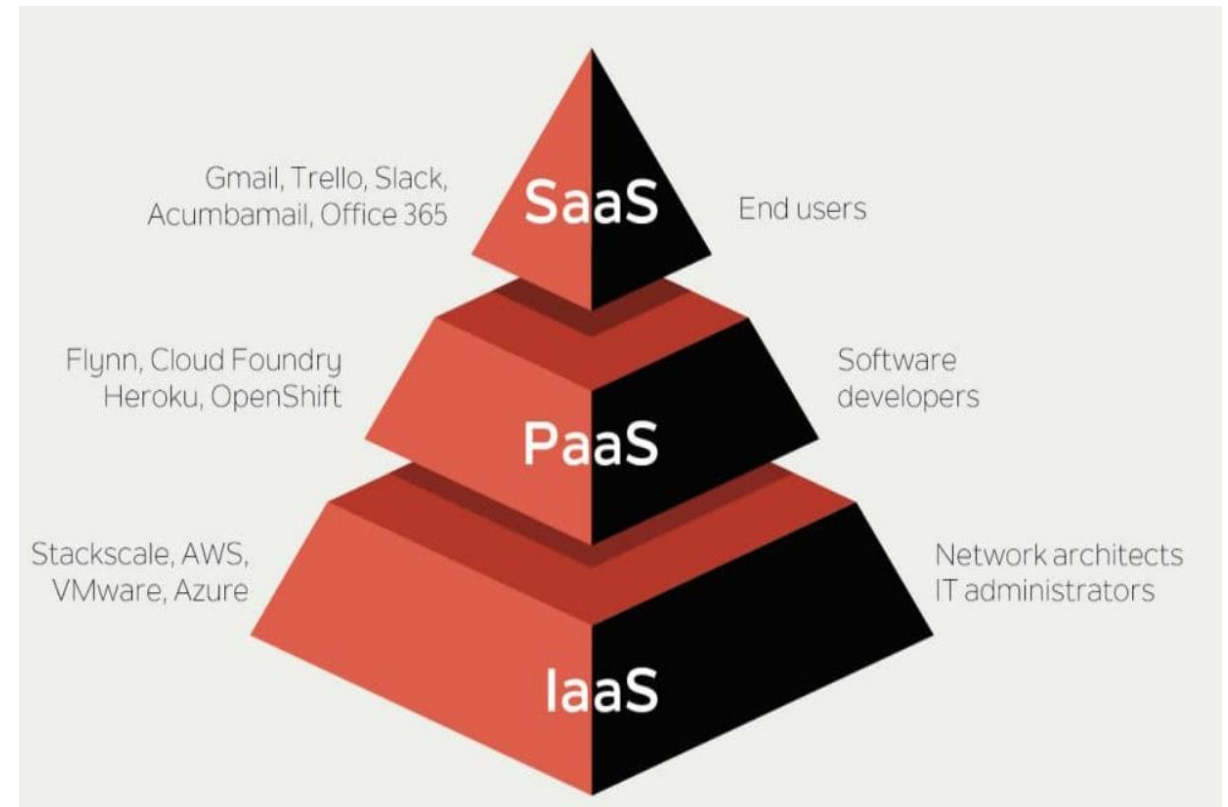 Gmail, Trello, Slack,
Acumbamail, Office 365
SaaS
End users
Flynn, Cloud Foundry
Heroku, OpenShift
PaaS
Software
developers
Stackscale, AWS,
VMware, Azure
IaaS
Network architects
IT administrators